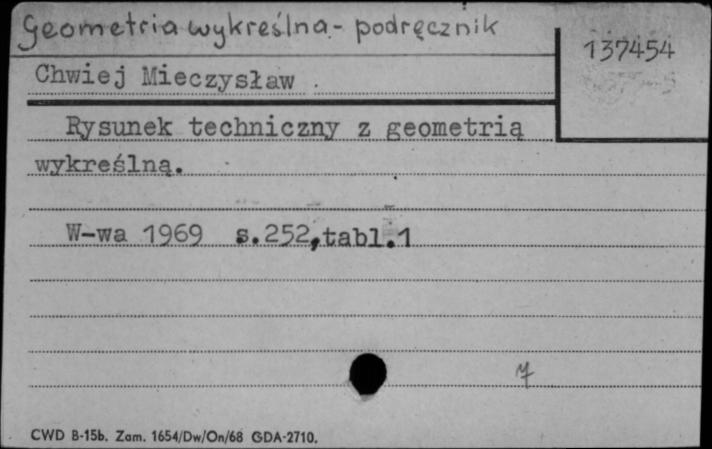 Geometria wykreślna - podręcznik
137454
Chwiej Mieczysław .
Rysunek techniczny z geometrią
wykreślną.
W-wa 1969 s.252,tabl.1
7
CWD B-15b. Zam. 1654/Dw/On/68 GDA-2710.